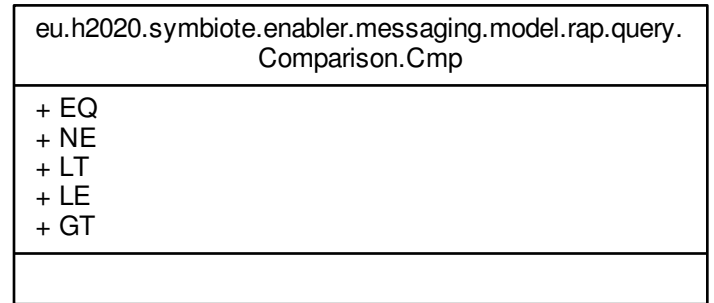 eu.h2020.symbiote.enabler.messaging.model.rap.query.
Comparison.Cmp
+ EQ
+ NE
+ LT
+ LE
+ GT